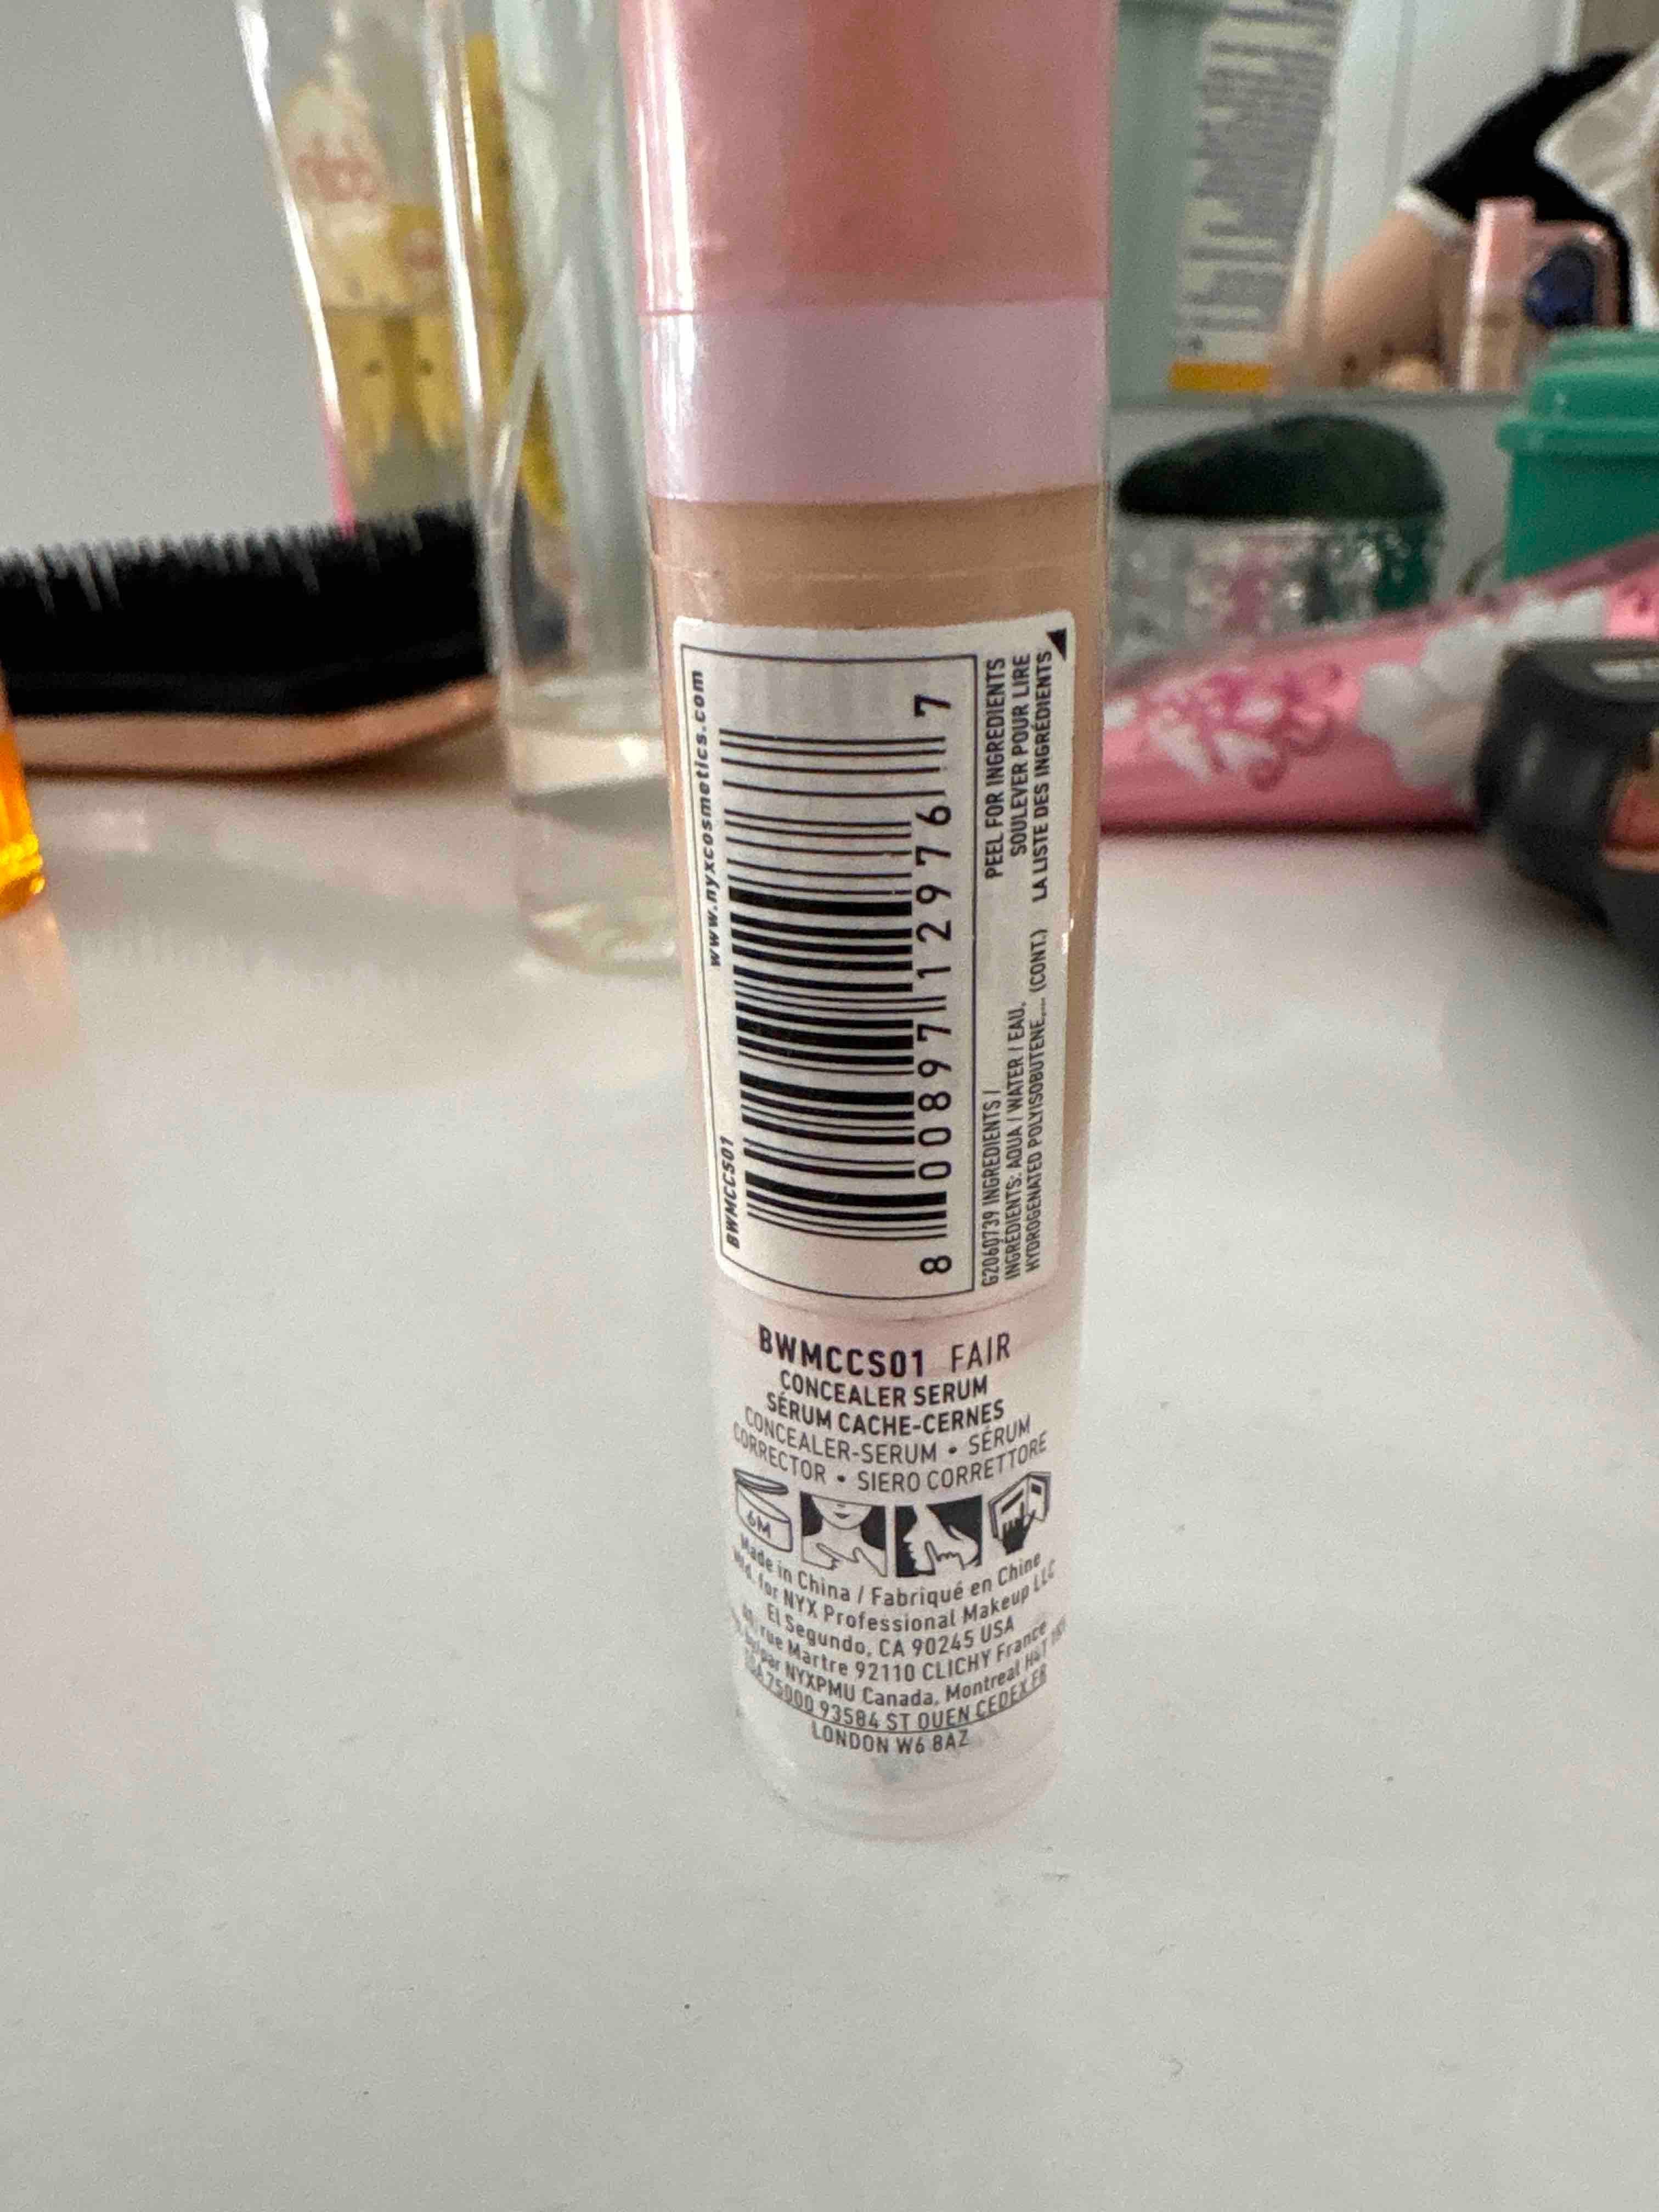 www.nyxcosmetics.com
BWMCCS01
8 00897 12976 7
PEEL FOR INGREDIENTS
SOULEVER POUR LIRE
LA LISTE DES INGRÉDIENTS
G2060739 INGREDIENTS /
INGRÉDIENTS: AQUA / WATER / EAU,
HYDROGENATED POLYISOBUTENE,... (CONT.)
BWMCCS01 FAIR
CONCEALER SERUM
SÉRUM CACHE-CERNES
CONCEALER-SERUM • SÉRUM
CORRECTOR • SIERO CORRETTORE
6M
Made in China / Fabriqué en Chine
for NYX Professional Makeup LLC
El Segundo, CA 90245 USA
rue Martre 92110 CLICHY France
par NYXPMU Canada, Montreal
75000 93584 ST OUEN CEDEX FR
LONDON W6 8AZ